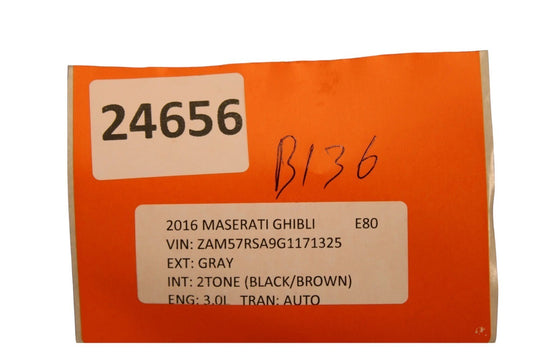 24656
B136
2016 MASERATI GHIBLI E80
VIN: ZAM57RSA9G1171325
EXT: GRAY
INT: 2TONE (BLACK/BROWN)
ENG: 3.0L TRAN: AUTO